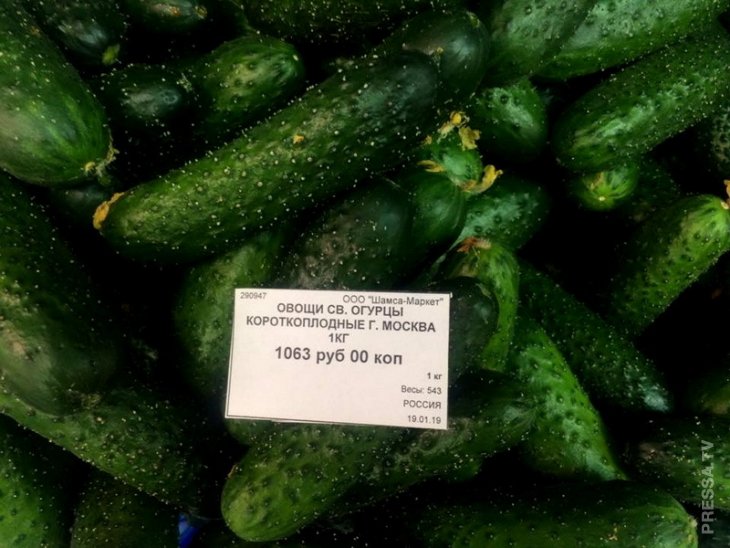 290947 ООО "Шамса-Маркет"
ОВОЩИ СВ. ОГУРЦЫ
КОРОТКОПЛОДНЫЕ Г. МОСКВА
1КГ
1063 руб 00 коп
1 кг
Весы: 543
РОССИЯ
19.01.19
PRESSA.TV